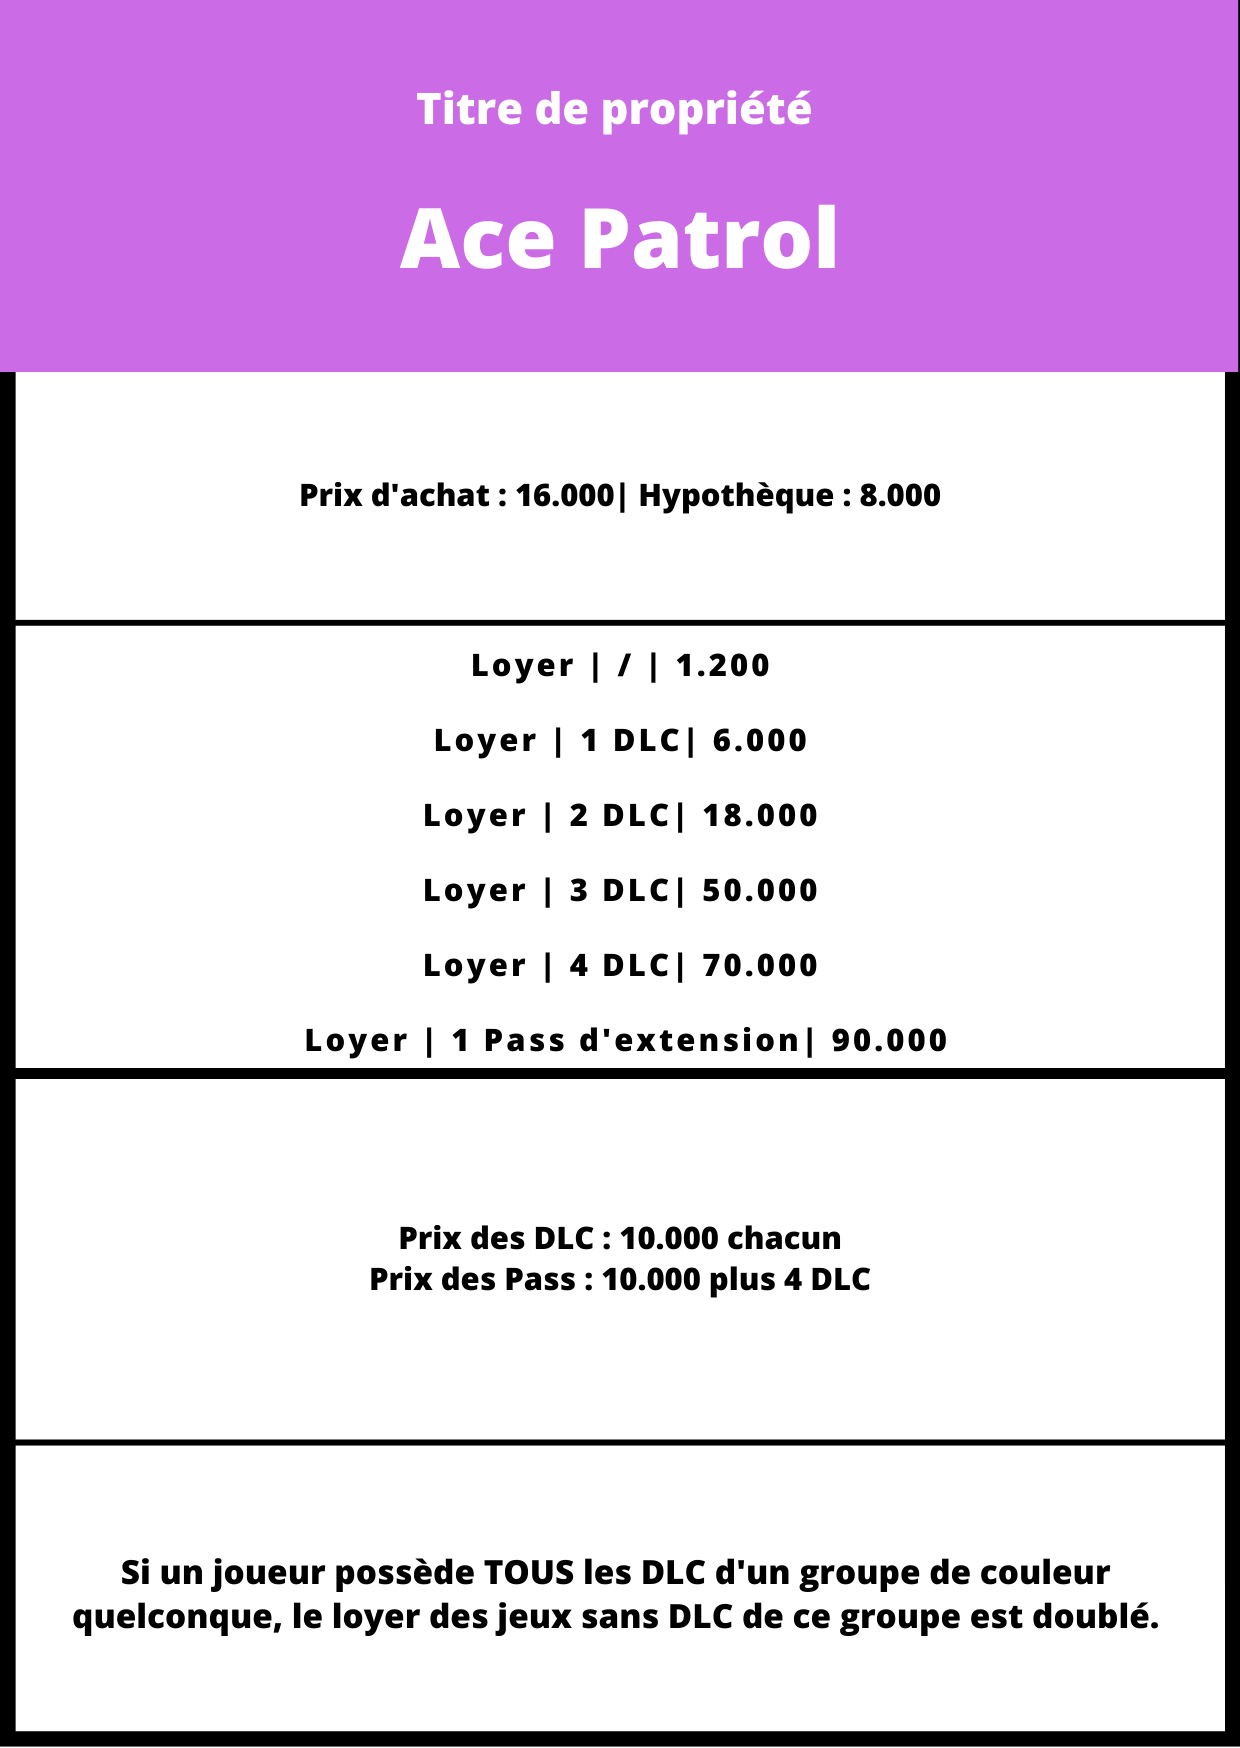 Titre de propriété
Ace Patrol
Prix d'achat : 16.000| Hypothèque : 8.000
Loyer | / | 1.200
Loyer | 1 DLC| 6.000
Loyer | 2 DLC| 18.000
Loyer | 3 DLC| 50.000
Loyer | 4 DLC| 70.000
Loyer | 1 Pass d'extension| 90.000
Prix des DLC : 10.000 chacun
Prix des Pass : 10.000 plus 4 DLC
Si un joueur possède TOUS les DLC d'un groupe de couleur
quelconque, le loyer des jeux sans DLC de ce groupe est doublé.